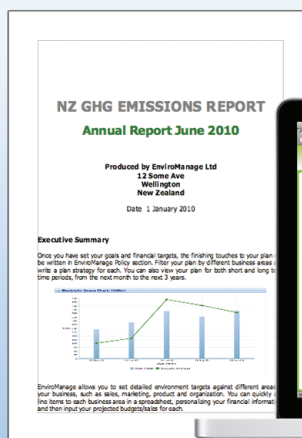 NZ GHG EMISSIONS REPORT
Annual Report June 2010
Produced by EnviroManage Ltd
12 Some Ave
Wellington
New Zealand
Date 1 January 2010
Executive Summary
Once you have set your goals and financial targets, the finishing touches to your plan
be written in EnviroManage Policy section. Filter your plan by different business areas
write a plan strategy for each. You can also view your plan for both short and long
time periods, from the next month to the next 3 years.
EnviroManage allows you to set detailed environment targets against different
your business, such as sales, marketing, product and organization. You can quickly
line items to each business area in a spreadsheet, personalising your financial
and then input your projected budgets/sales for each